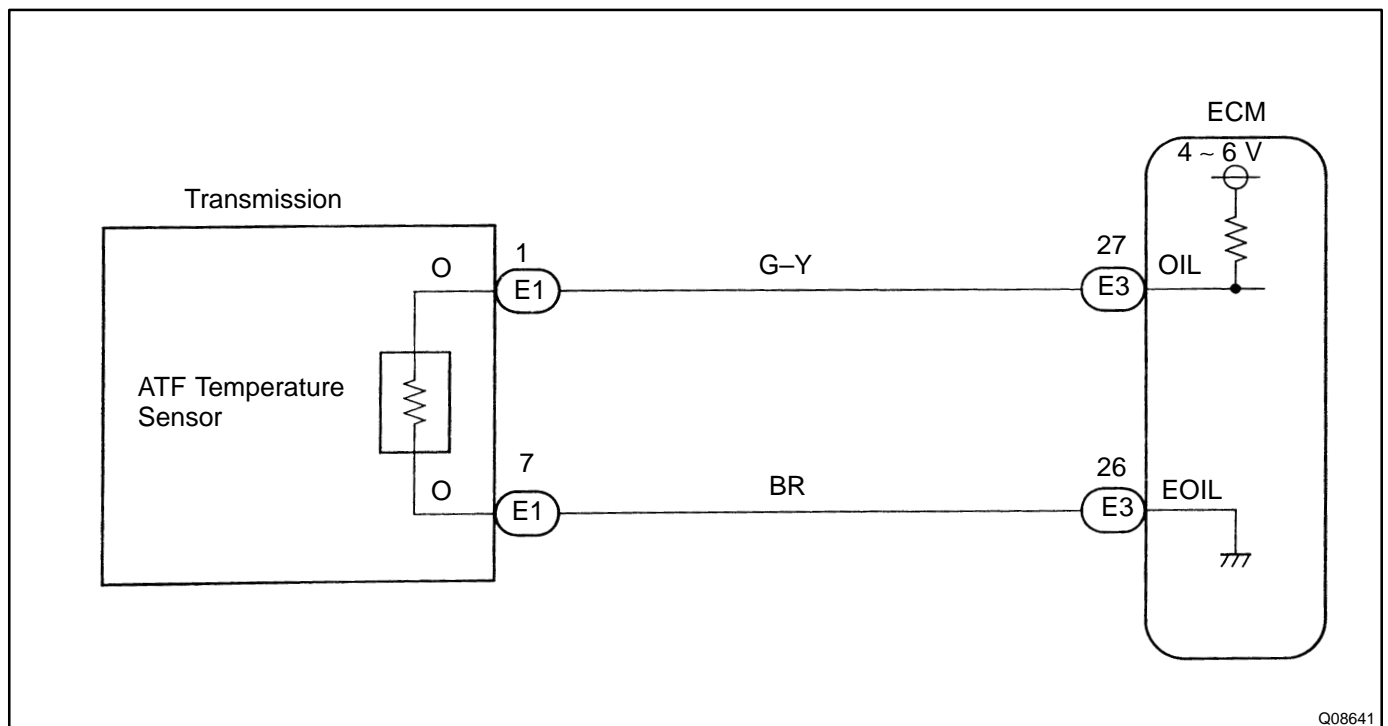 ECM
4 ~ 6 V
Transmission
O
1
E1
G–Y
27
E3
OIL
ATF Temperature
Sensor
O
7
E1
BR
26
E3
EOIL
Q08641